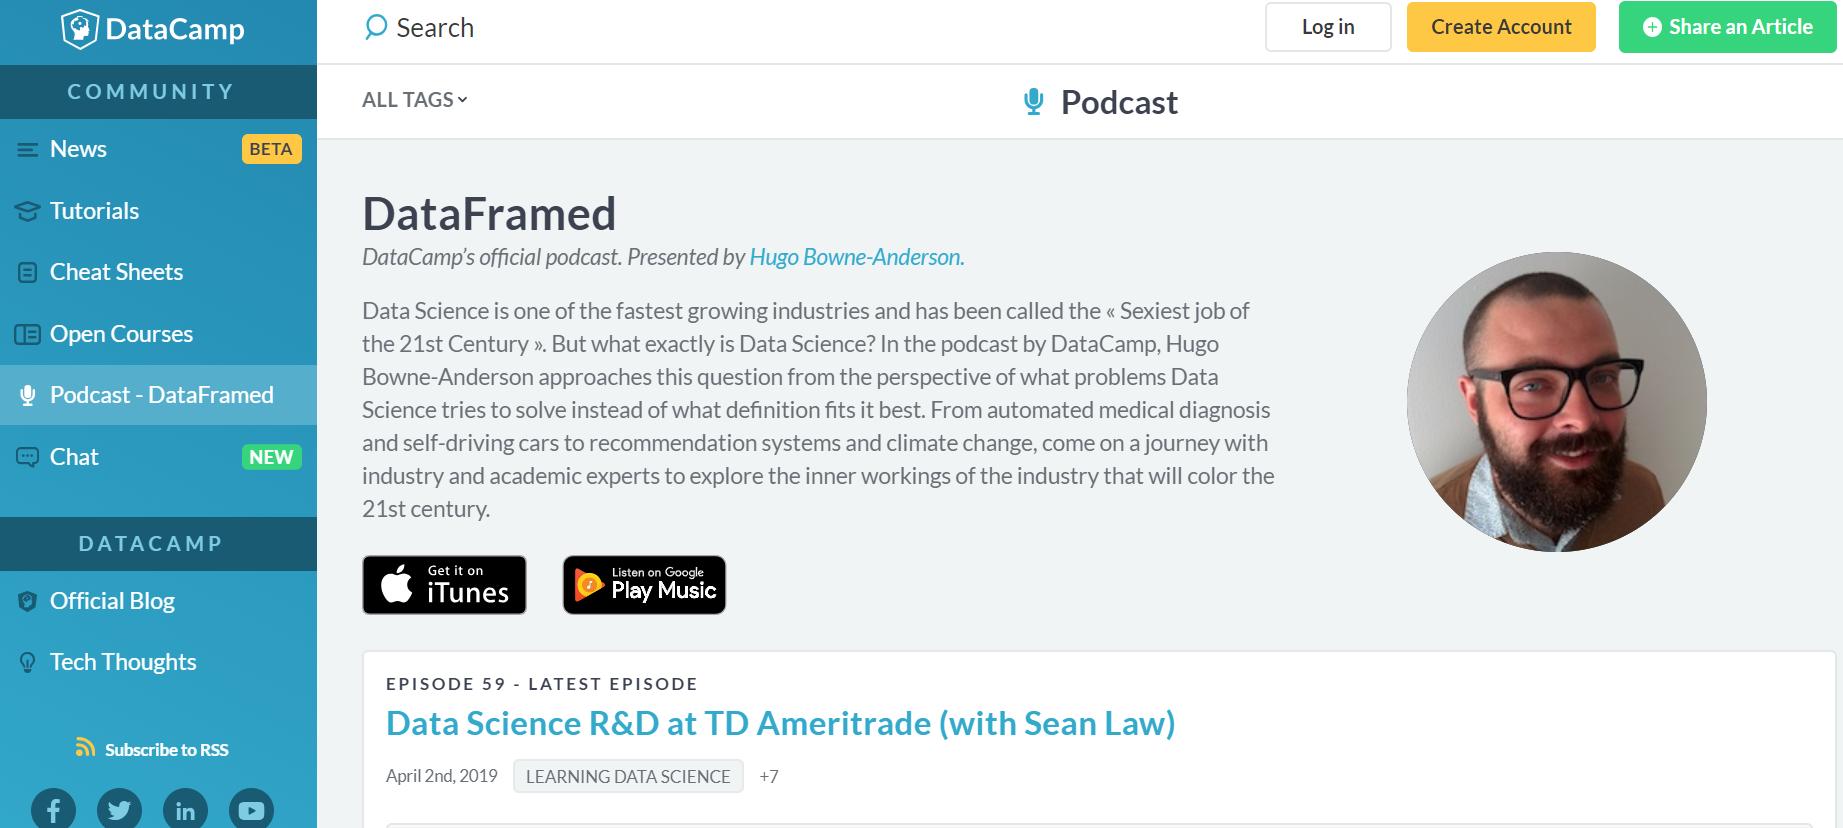 DataCamp
Search
Log in
Create Account
Share an Article
COMMUNITY
News
BETA
Tutorials
Cheat Sheets
Open Courses
Podcast - DataFramed
Chat
NEW
DATACAMP
Official Blog
Tech Thoughts
Subscribe to RSS
ALL TAGS
Podcast
DataFramed
DataCamp’s official podcast. Presented by Hugo Bowne-Anderson.
Data Science is one of the fastest growing industries and has been called the « Sexiest job of
the 21st Century ». But what exactly is Data Science? In the podcast by DataCamp, Hugo
Bowne-Anderson approaches this question from the perspective of what problems Data
Science tries to solve instead of what definition fits it best. From automated medical diagnosis
and self-driving cars to recommendation systems and climate change, come on a journey with
industry and academic experts to explore the inner workings of the industry that will color the
21st century.
Get it on
iTunes
Listen on Google
Play Music
EPISODE 59 - LATEST EPISODE
Data Science R&D at TD Ameritrade (with Sean Law)
April 2nd, 2019
LEARNING DATA SCIENCE
+7